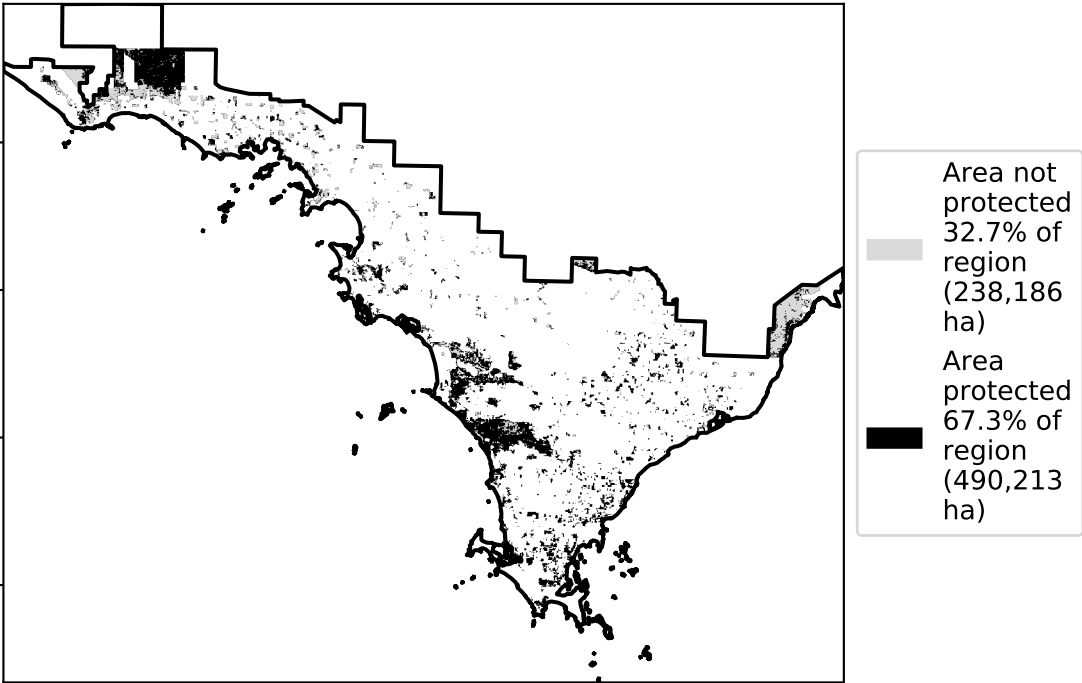 Area not
protected
32.7% of
region
(238,186
ha)
Area
protected
67.3% of
region
(490,213
ha)